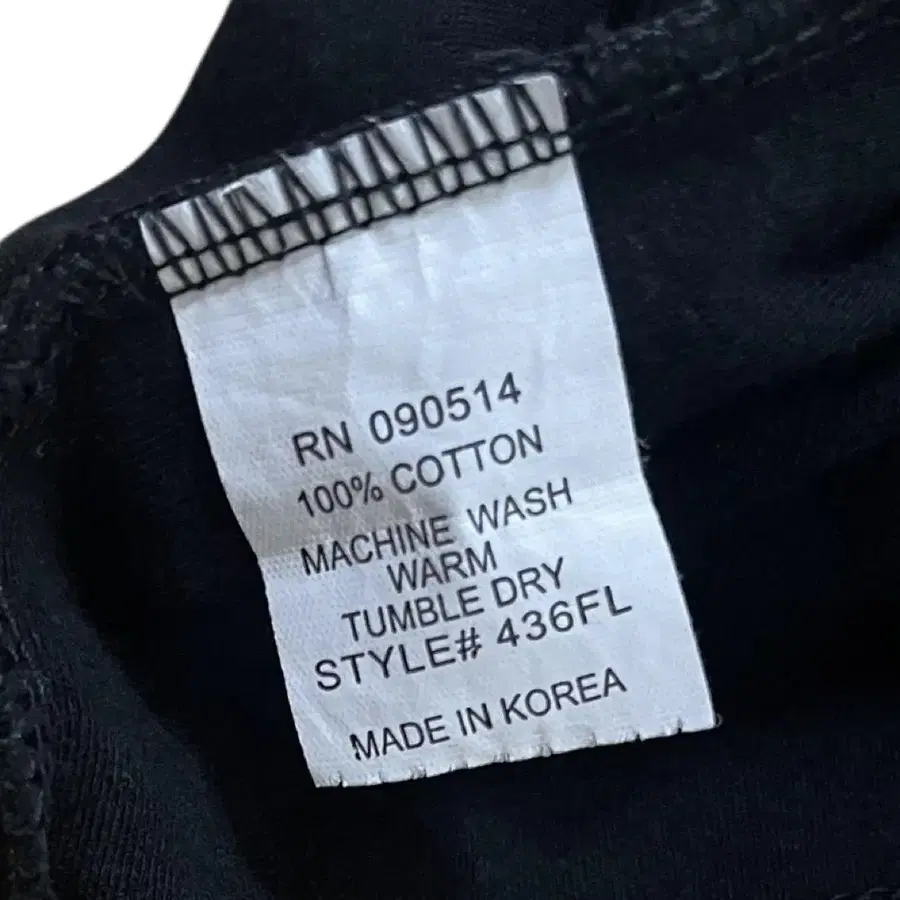 RN 090514
100% COTTON
MACHINE WASH
WARM
TUMBLE DRY
STYLE# 436FL
MADE IN KOREA